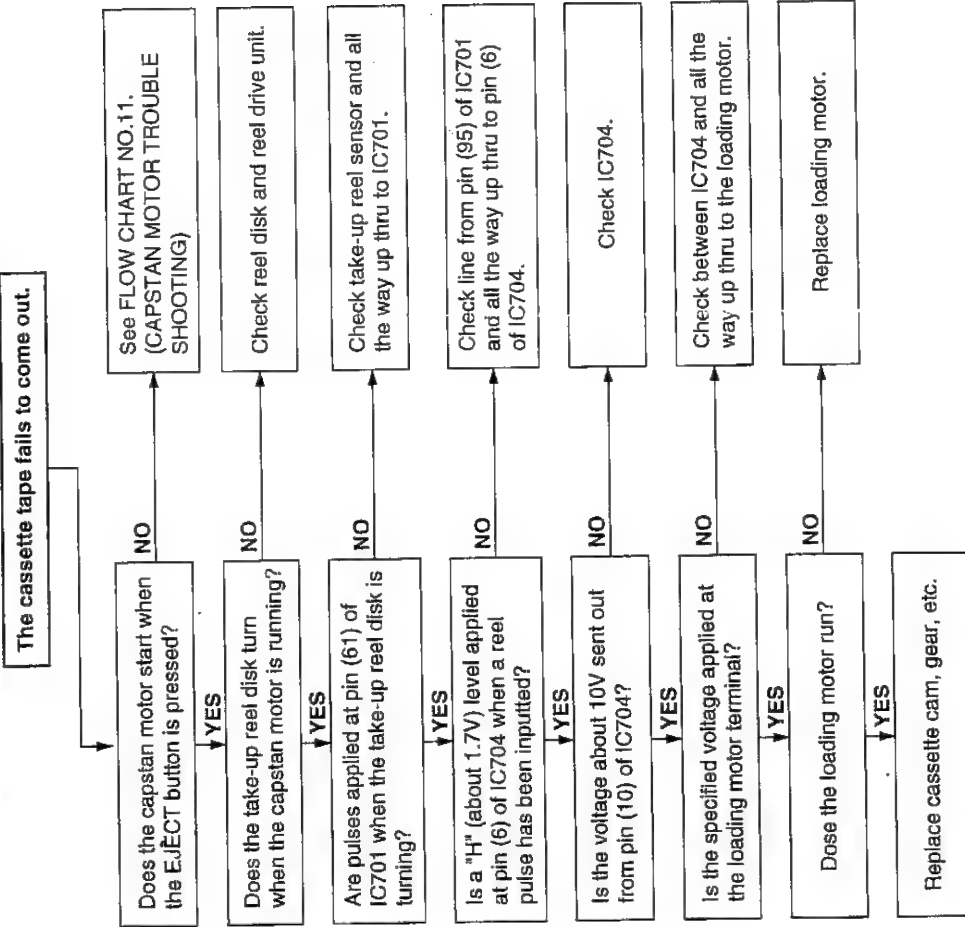 The cassette tape fails to come out.
Does the capstan motor start when
the EJECT button is pressed?
NO
See FLOW CHART NO.11.
(CAPSTAN MOTOR TROUBLE
SHOOTING)
YES
Does the take-up reel disk turn
when the capstan motor is running?
NO
Check reel disk and reel drive unit.
YES
Are pulses applied at pin (61) of
IC701 when the take-up reel disk is
turning?
NO
Check take-up reel sensor and all
the way up thru to IC701.
YES
Is a "H" (about 1.7V) level applied
at pin (6) of IC704 when a reel
pulse has been inputted?
NO
Check line from pin (95) of IC701
and all the way up thru to pin (6)
of IC704.
YES
Is the voltage about 10V sent out
from pin (10) of IC704?
NO
Check IC704.
YES
Is the specified voltage applied at
the loading motor terminal?
NO
Check between IC704 and all the
way up thru to the loading motor.
YES
Dose the loading motor run?
NO
Replace loading motor.
YES
Replace cassette cam, gear, etc.